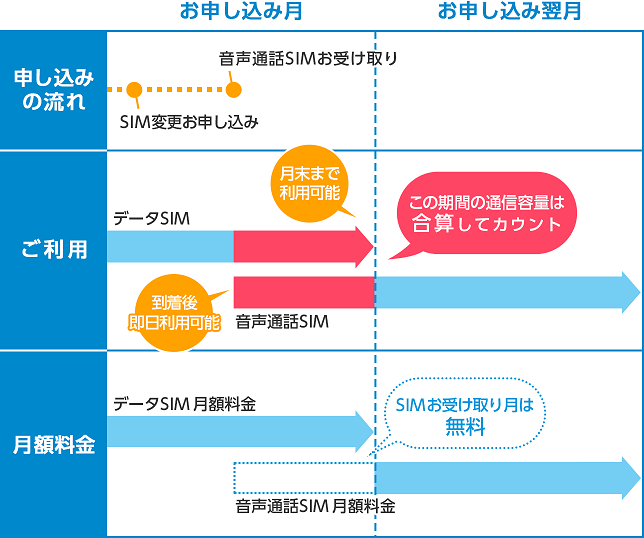 お申し込み月
お申し込み翌月
申し込み
の流れ
音声通話SIMお受け取り
SIM変更お申し込み
ご利用
月末まで
利用可能
この期間の通信容量は
合算してカウント
データSIM
到着後
即日利用可能
音声通話SIM
月額料金
データSIM 月額料金
SIMお受け取り月は
無料
音声通話SIM 月額料金